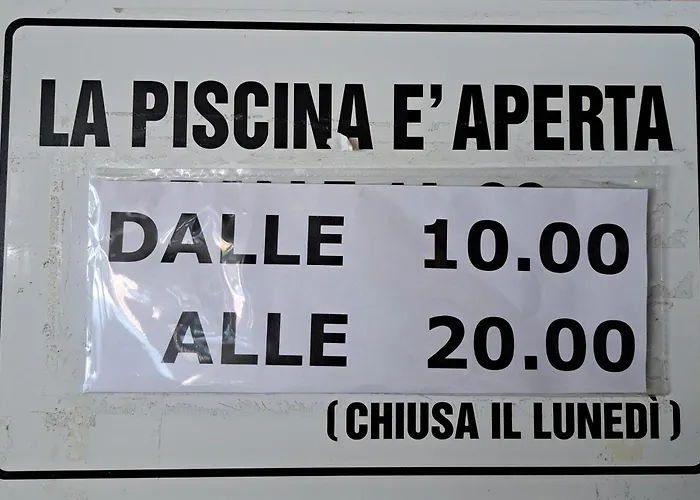 LA PISCINA E' APERTA
DALLE 10.00
ALLE 20.00
(CHIUSA IL LUNEDÌ)